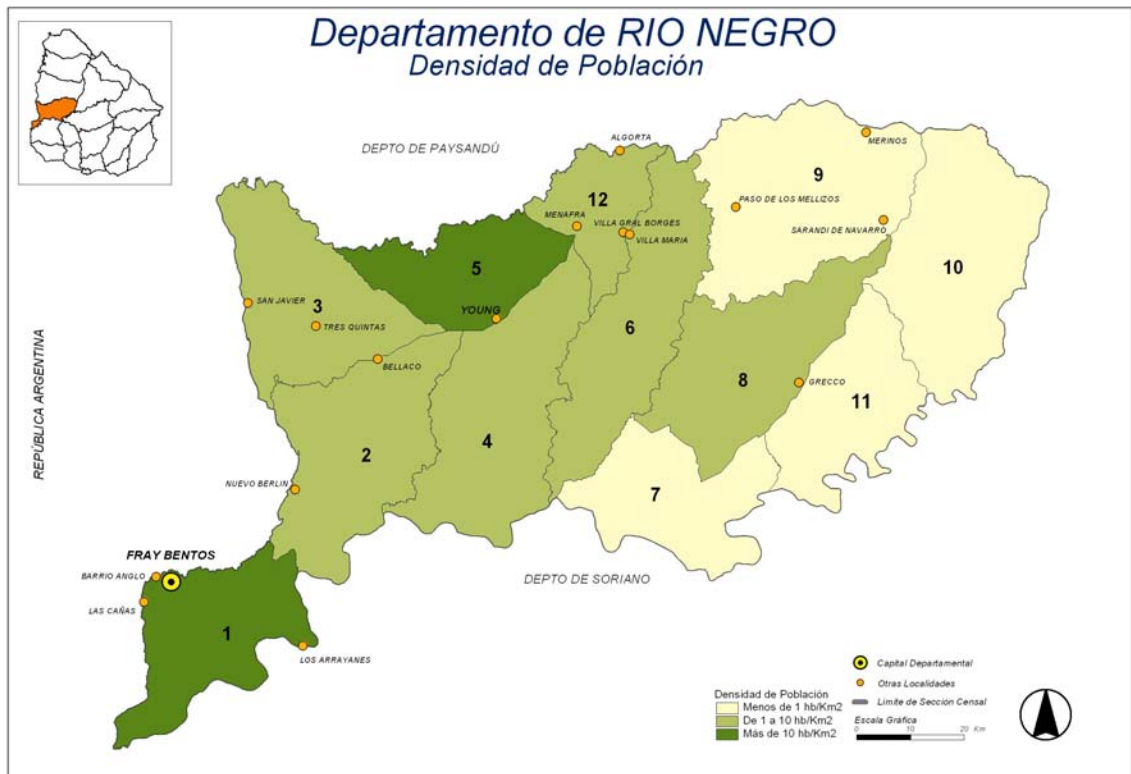 Departamento de RIO NEGRO
Densidad de Población
DEPTO DE PAYSANDÚ
ALGORTA
MERINOS
9
12
PASO DE LOS MELLIZOS
MENAFRA
VILLA GRAL BORGES
SARANDI DE NAVARRO
VILLA MARIA
5
10
SAN JAVIER
3
YOUNG
TRES QUINTAS
6
BELLACO
8
GRECCO
11
REPÚBLICA ARGENTINA
2
4
NUEVO BERLIN
7
FRAY BENTOS
BARRIO ANGLO
DEPTO DE SORIANO
LAS CAÑAS
1
LOS ARRAYANES
Capital Departamental
Otras Localidades
Limite de Sección Censal
Densidad de Población
Menos de 1 hb/Km2
De 1 a 10 hb/Km2
Más de 10 hb/Km2
Escala Gráfica
0 10 20 Km